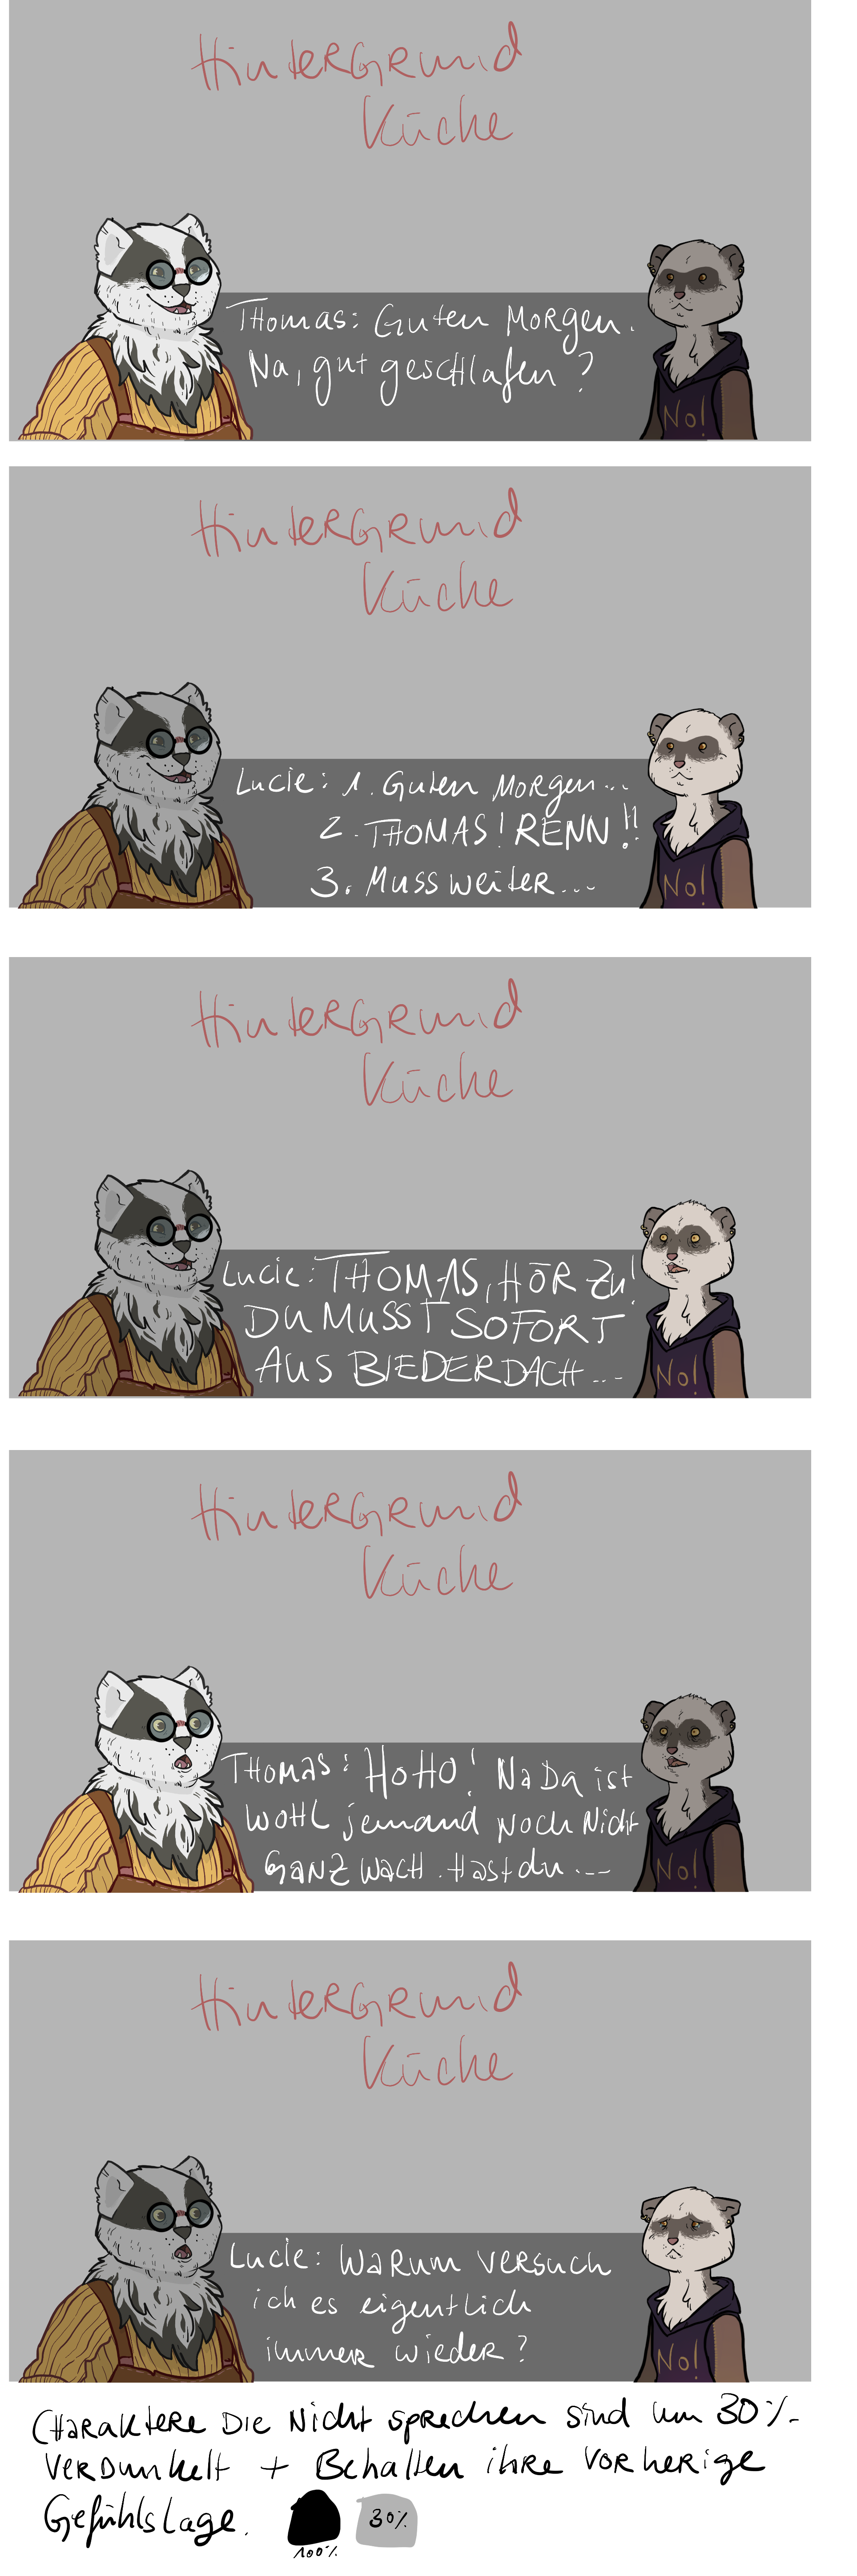 HinterGrund
Küche
Thomas: Guten Morgen.
Na, gut geschlafen?
No!
HinterGrund
Küche
Lucie: 1. Guten Morgen...
2. THOMAS! RENN!!
3. Muss weiter...
No!
HinterGrund
Küche
Lucie: THOMAS, HÖR Zu!
Du MUSST SOFORT
AUS BIEDERDACH...
No!
HinterGrund
Küche
THomas: HoHo! Na Da ist
WOHL jemand noch Nicht
GANZ WACH. Hast du ...
No!
HinterGrund
Küche
Lucie: Warum versuch
ich es eigentlich
immer wieder?
No!
CHaraktere Die Nicht sprechen sind um 30%
verdunkelt + Behalten ihre vorherige
Gefühlslage.
100%
30%